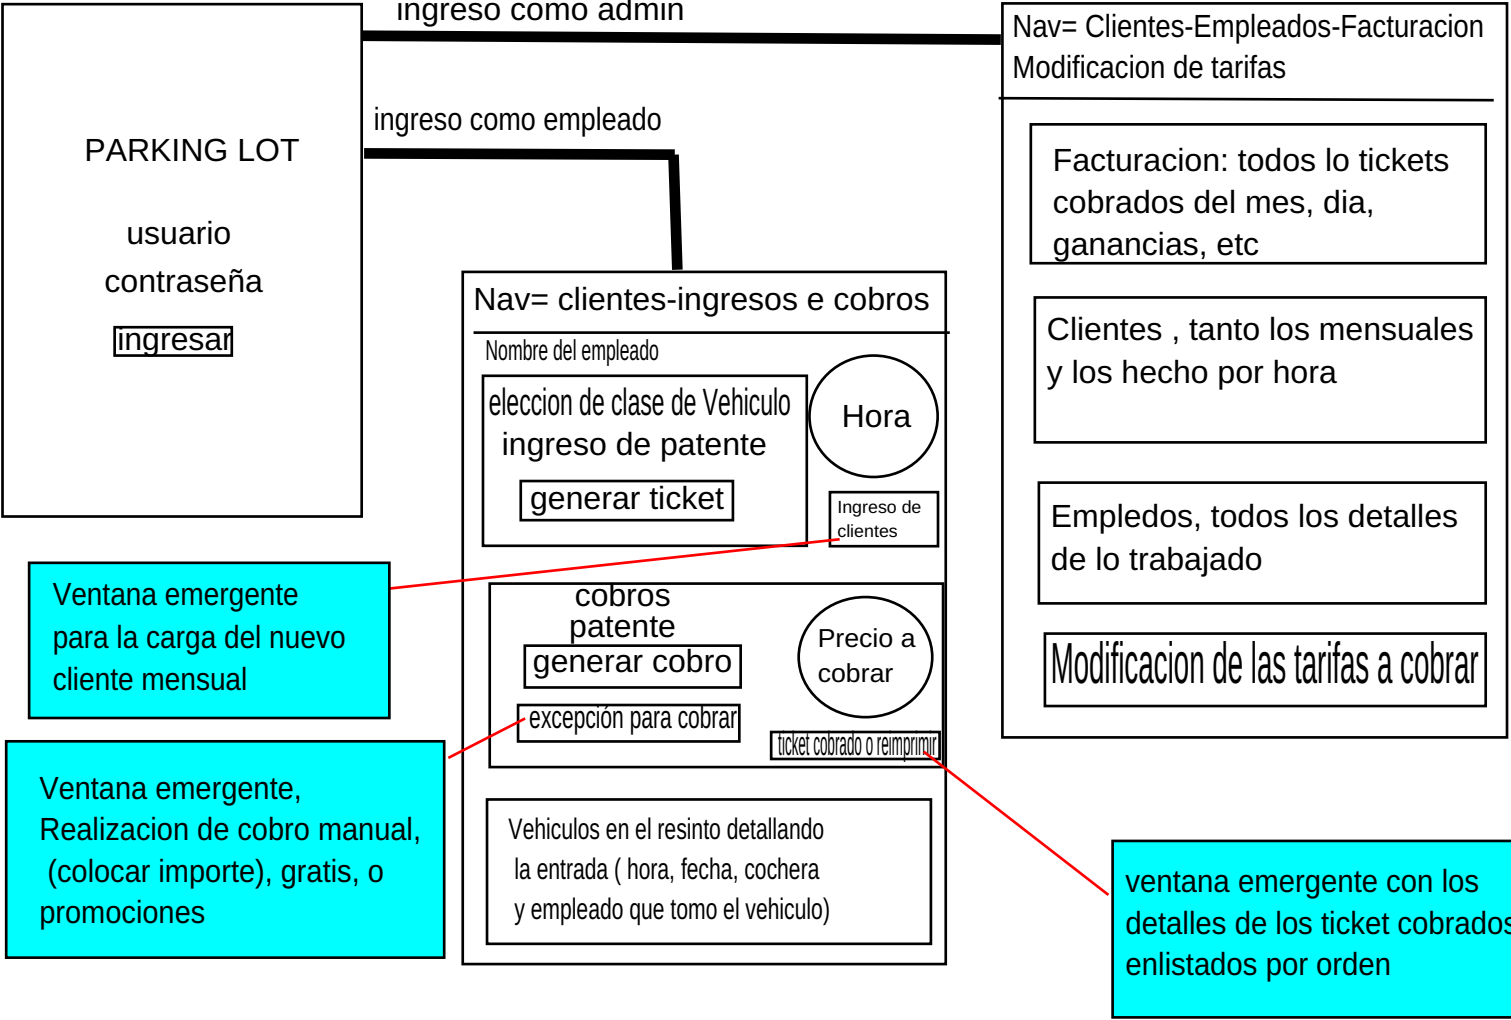 ingreso como admin
ingreso como empleado
PARKING LOT
usuario
contraseña
ingresar
Nav= Clientes-Empleados-Facturacion
Modificacion de tarifas
Facturacion: todos lo tickets
cobrados del mes, dia,
ganancias, etc
Clientes , tanto los mensuales
y los hecho por hora
Empledos, todos los detalles
de lo trabajado
Modificacion de las tarifas a cobrar
Nav= clientes-ingresos e cobros
Nombre del empleado
eleccion de clase de Vehiculo
ingreso de patente
generar ticket
Hora
Ingreso de
clientes
cobros
patente
generar cobro
excepción para cobrar
Precio a
cobrar
ticket cobrado o reimprimir
Vehiculos en el resinto detallando
la entrada ( hora, fecha, cochera
y empleado que tomo el vehiculo)
Ventana emergente
para la carga del nuevo
cliente mensual
Ventana emergente,
Realizacion de cobro manual,
(colocar importe), gratis, o
promociones
ventana emergente con los
detalles de los ticket cobrados
enlistados por orden